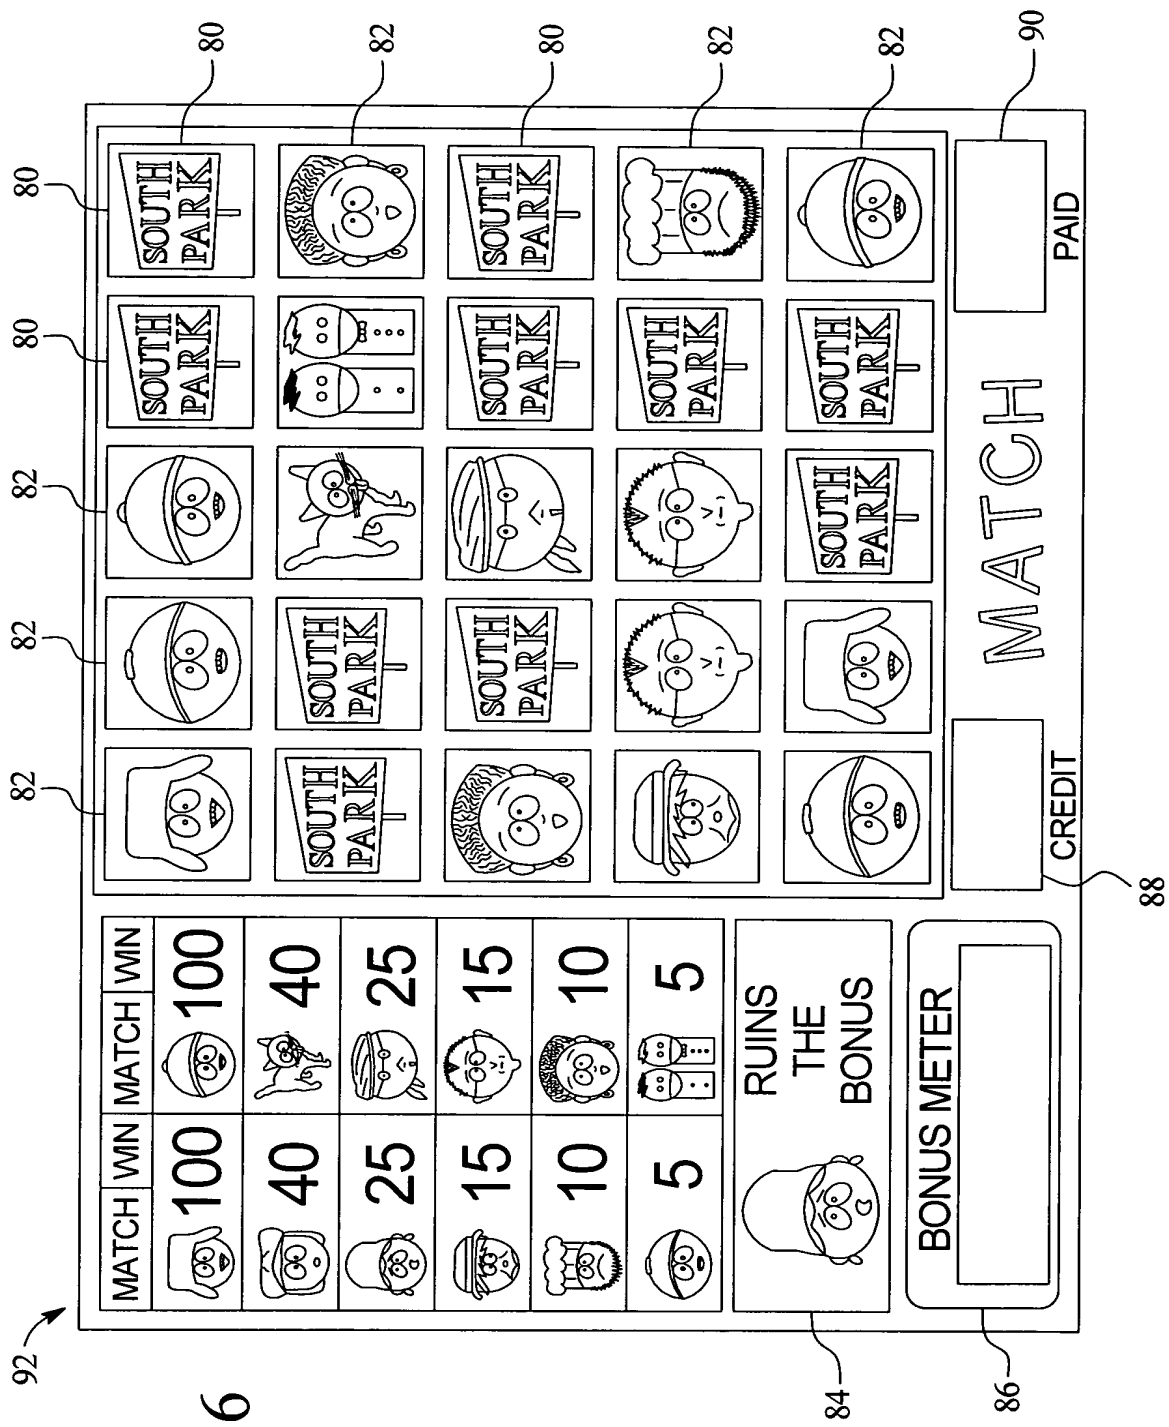 92
82
82
82
80
80
6
MATCH WIN MATCH WIN
100 100
40 40
25 25
15 15
10 10
5 5
RUINS
THE
BONUS
84
BONUS METER
86
SOUTH
PARK
SOUTH
PARK
80
SOUTH
PARK
SOUTH
PARK
82
SOUTH
PARK
SOUTH
PARK
SOUTH
PARK
80
SOUTH
PARK
82
SOUTH
PARK
SOUTH
PARK
82
MATCH
90
CREDIT
PAID
88